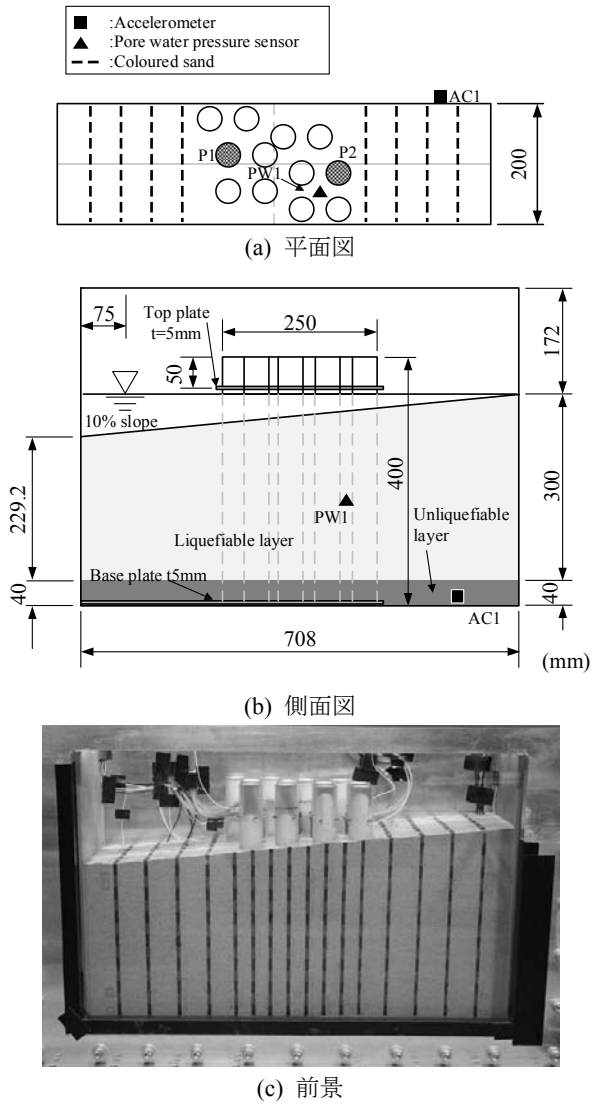 :Accelerometer
:Pore water pressure sensor
:Coloured sand
AC1
P1
P2
PW1
200
(a) 平面図
75
Top plate
t=5mm
250
172
50
10% slope
400
300
229.2
PW1
Unliquefiable
layer
Liquefiable layer
Base plate t5mm
40
40
AC1
708
(mm)
(b) 側面図
(c) 前景